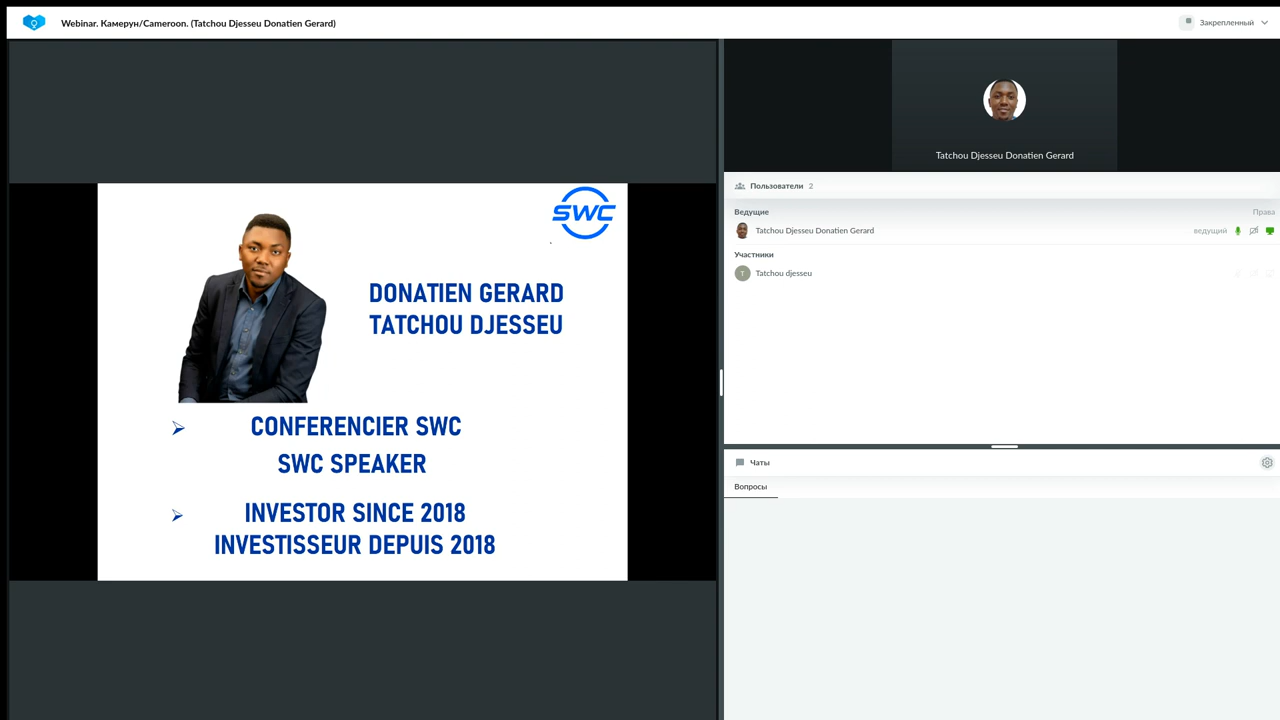 Webinar. Камерун/Cameroon. (Tatchou Djesseu Donatien Gerard)
Закрепленный
SWC
DONATIEN GERARD
TATCHOU DJESSEU
➢ CONFERENCIER SWC
SWC SPEAKER
➢ INVESTOR SINCE 2018
INVESTISSEUR DEPUIS 2018
Tatchou Djesseu Donatien Gerard
Пользователи 2
Ведущие Права
Tatchou Djesseu Donatien Gerard ведущий
Участники
T Tatchou djesseu
Чаты
Вопросы